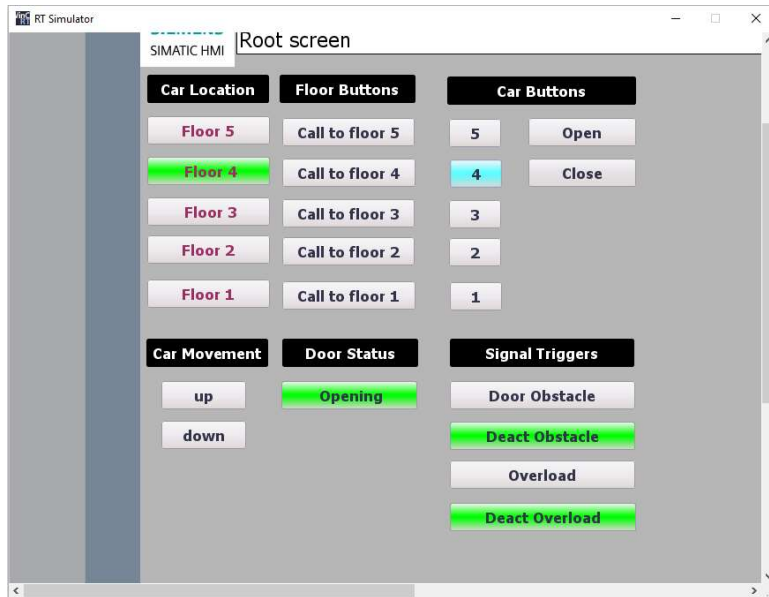 RT Simulator
SIEMENS
SIMATIC HMI
Root screen
Car Location
Floor Buttons
Car Buttons
Floor 5
Call to floor 5
5
Open
Floor 4
Call to floor 4
4
Close
Floor 3
Call to floor 3
3
Floor 2
Call to floor 2
2
Floor 1
Call to floor 1
1
Car Movement
Door Status
Signal Triggers
up
Opening
Door Obstacle
down
Deact Obstacle
Overload
Deact Overload